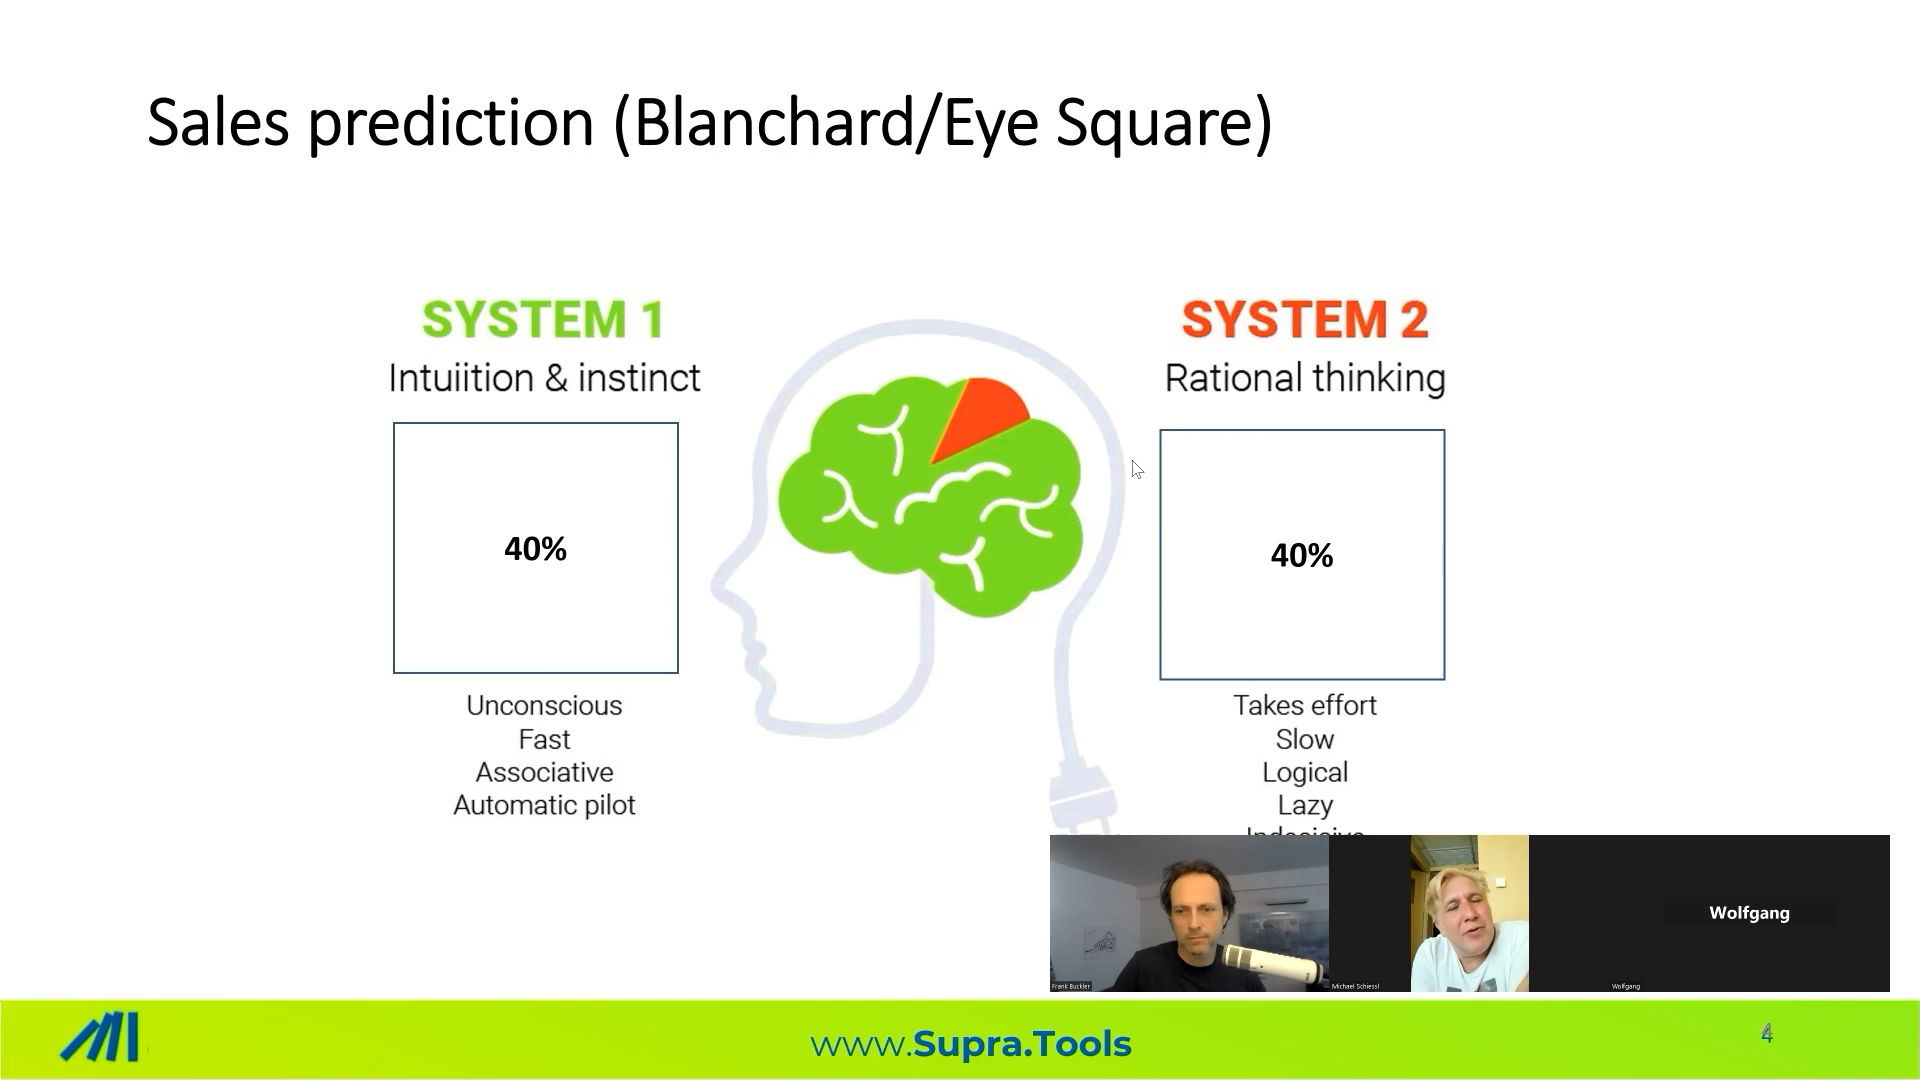 Sales prediction (Blanchard/Eye Square)
SYSTEM 1
Intuiition & instinct
40%
Unconscious
Fast
Associative
Automatic pilot
SYSTEM 2
Rational thinking
40%
Takes effort
Slow
Logical
Lazy
Indecisive
Wolfgang
Frank Buckler
Michael Schiessl
Wolfgang
www.Supra.Tools
4